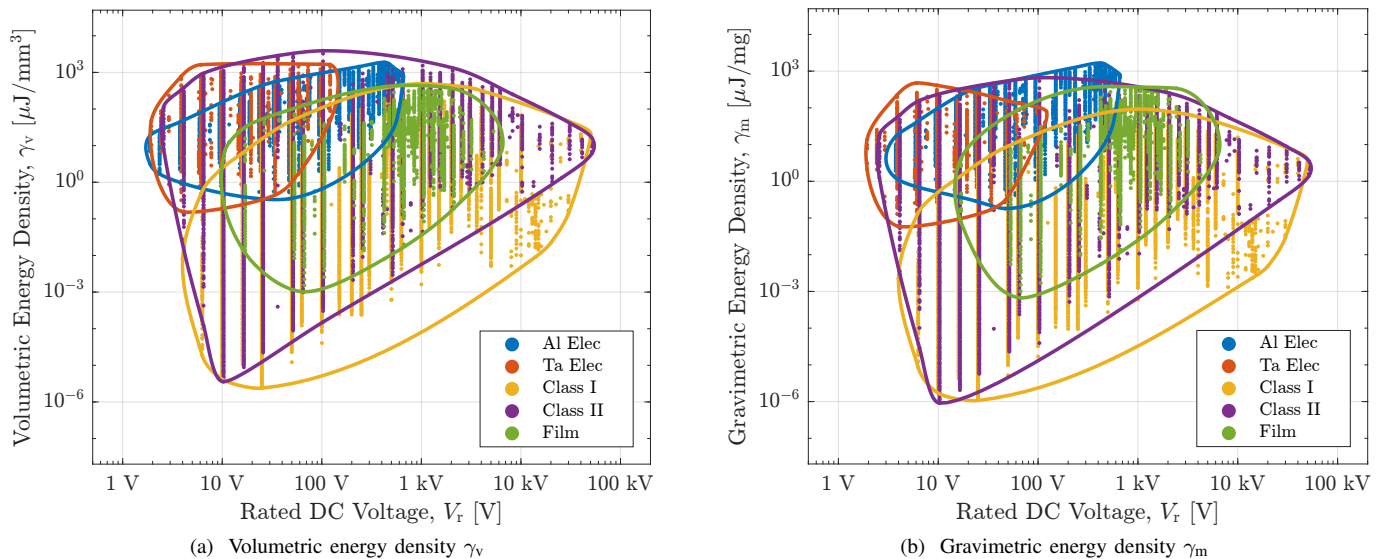 Volumetric Energy Density, γᵥ [μJ/mm³]
10³
10⁰
10⁻³
10⁻⁶
Al Elec
Ta Elec
Class I
Class II
Film
1 V 10 V 100 V 1 kV 10 kV 100 kV
Rated DC Voltage, Vᵣ [V]
(a) Volumetric energy density γᵥ
Gravimetric Energy Density, γₘ [μJ/mg]
10³
10⁰
10⁻³
10⁻⁶
Al Elec
Ta Elec
Class I
Class II
Film
1 V 10 V 100 V 1 kV 10 kV 100 kV
Rated DC Voltage, Vᵣ [V]
(b) Gravimetric energy density γₘ